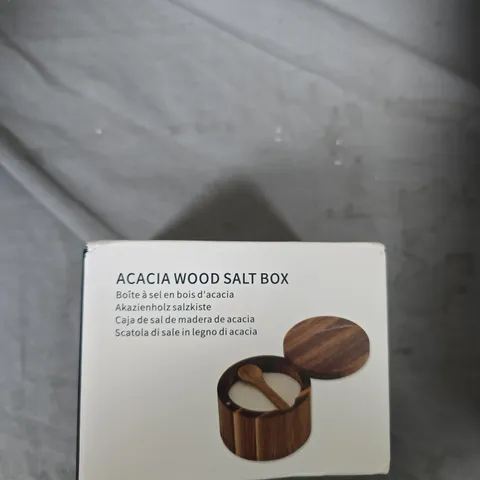 ACACIA WOOD SALT BOX
Boîte à sel en bois d'acacia
Akazienholz salzkiste
Caja de sal de madera de acacia
Scatola di sale in legno di acacia